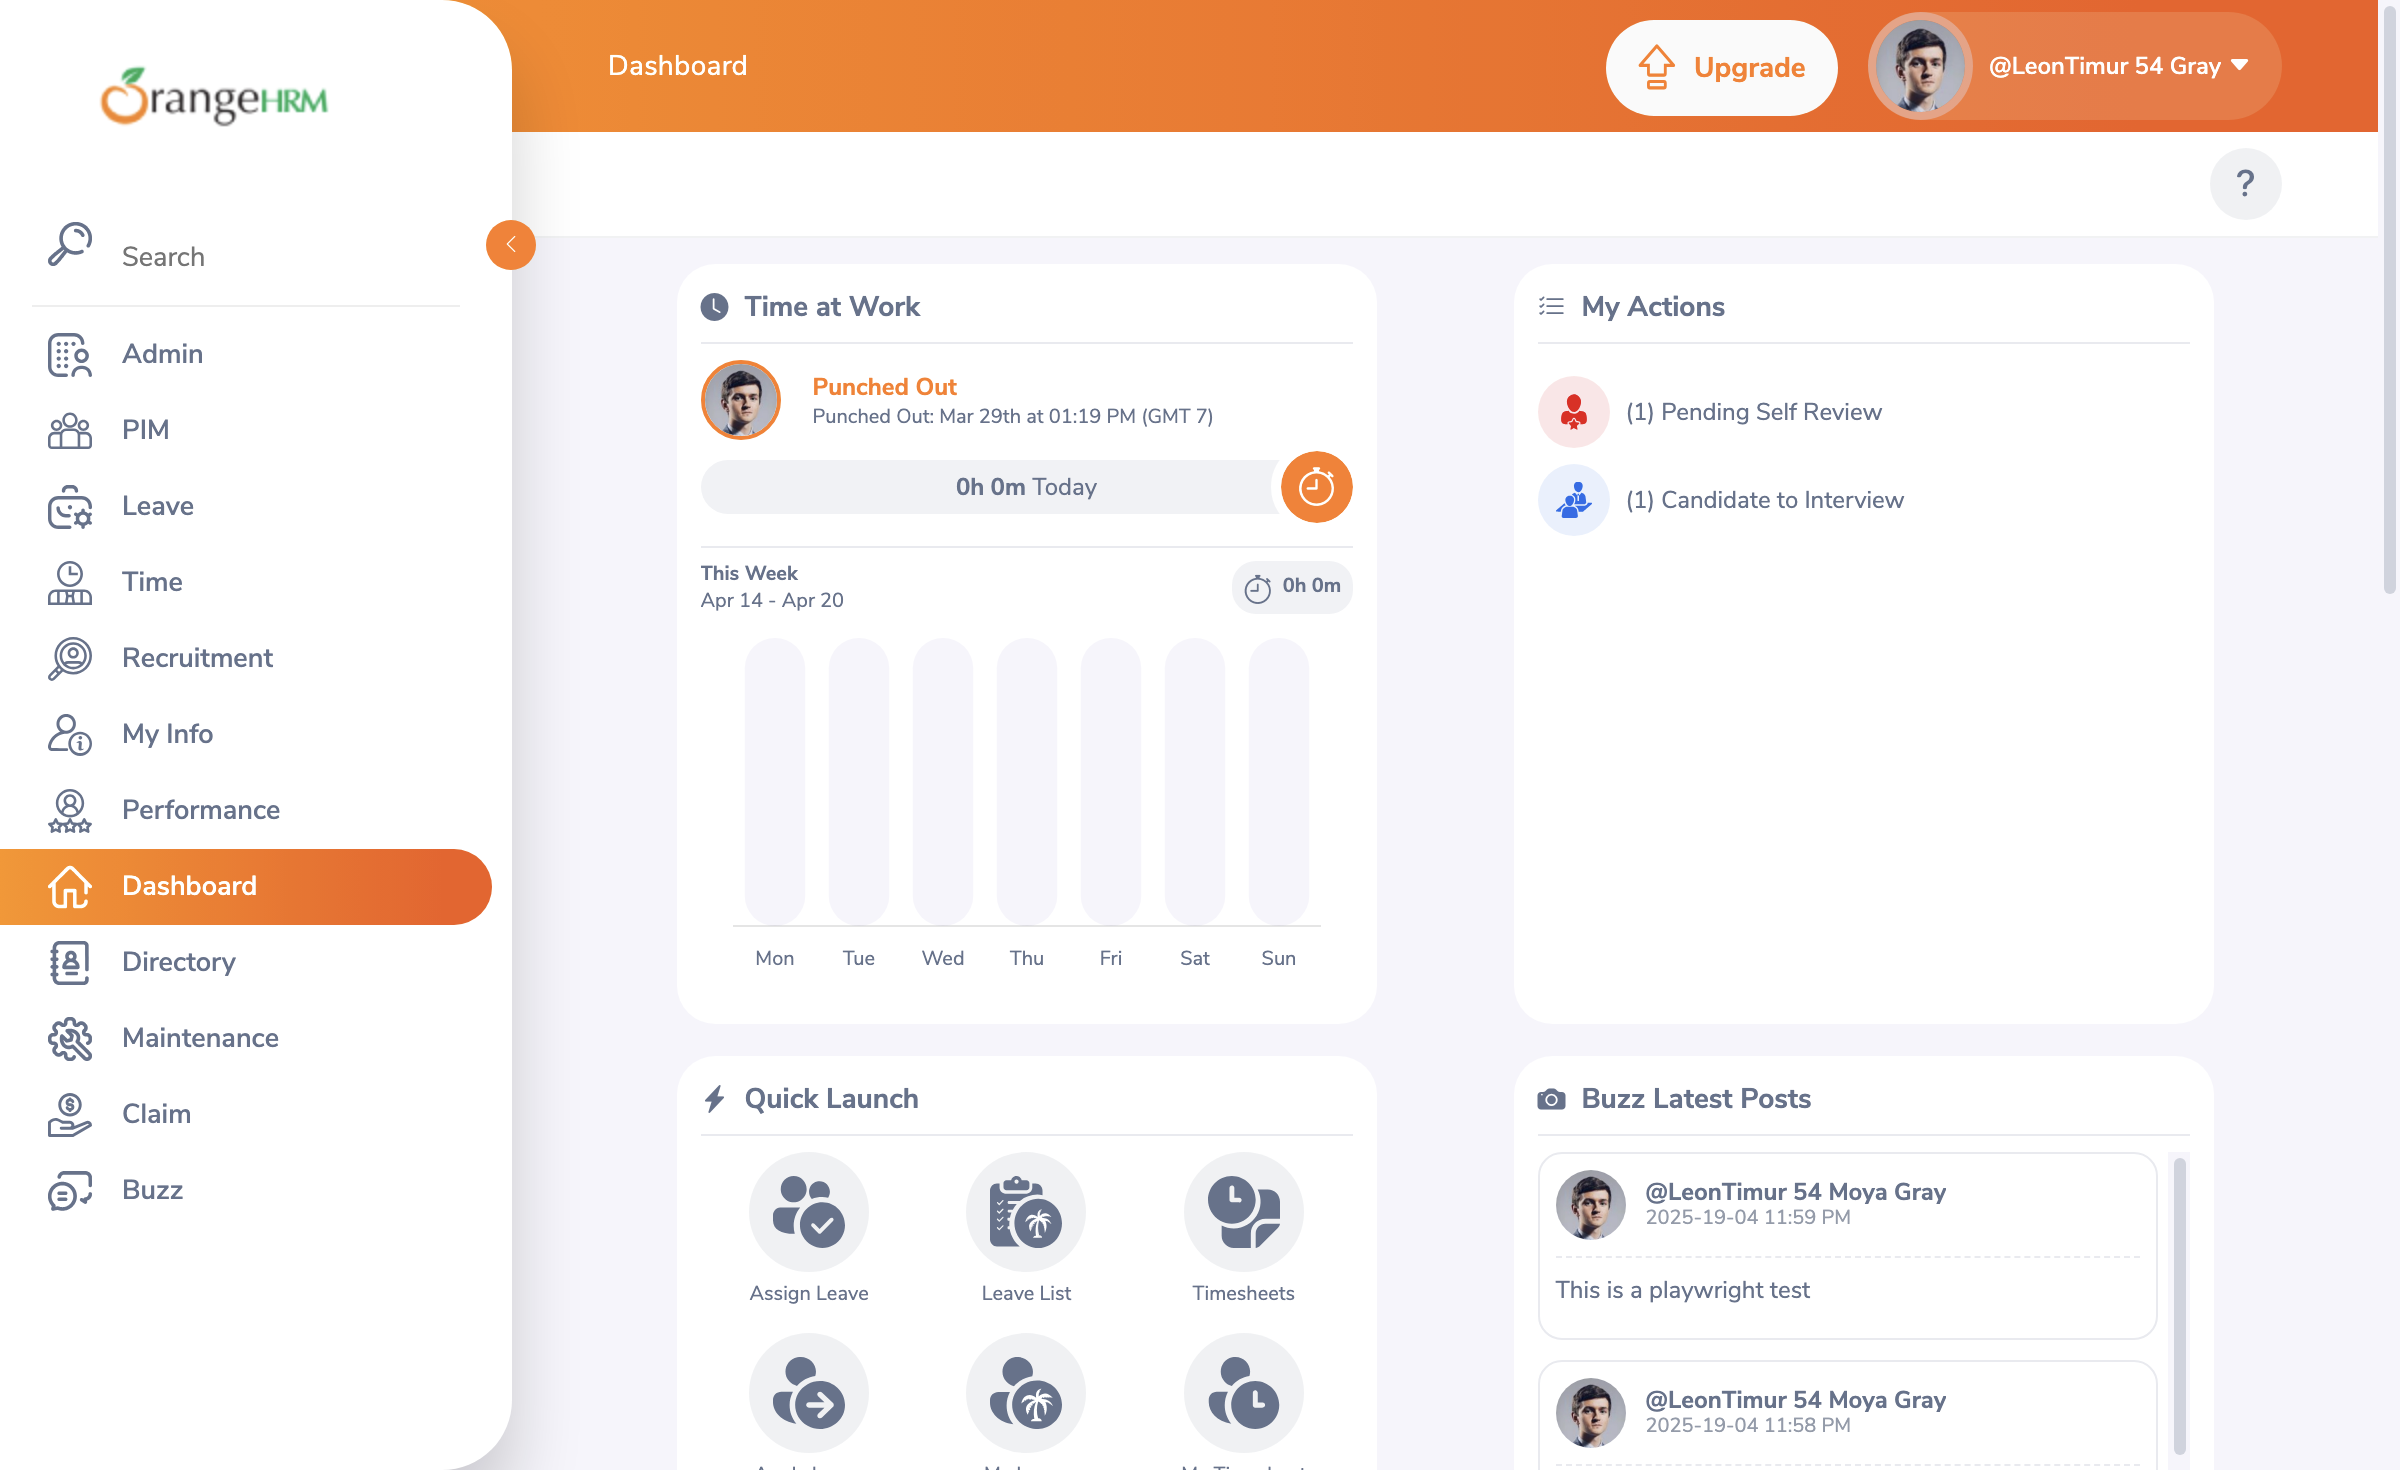 OrangeHRM
Search
Admin
PIM
Leave
Time
Recruitment
My Info
Performance
Dashboard
Directory
Maintenance
Claim
Buzz
Dashboard
Upgrade
@LeonTimur 54 Gray
?
Time at Work
Punched Out
Punched Out: Mar 29th at 01:19 PM (GMT 7)
0h 0m Today
This Week
Apr 14 - Apr 20
0h 0m
Mon Tue Wed Thu Fri Sat Sun
My Actions
(1) Pending Self Review
(1) Candidate to Interview
Quick Launch
Assign Leave
Leave List
Timesheets
Buzz Latest Posts
@LeonTimur 54 Moya Gray
2025-19-04 11:59 PM
This is a playwright test
@LeonTimur 54 Moya Gray
2025-19-04 11:58 PM